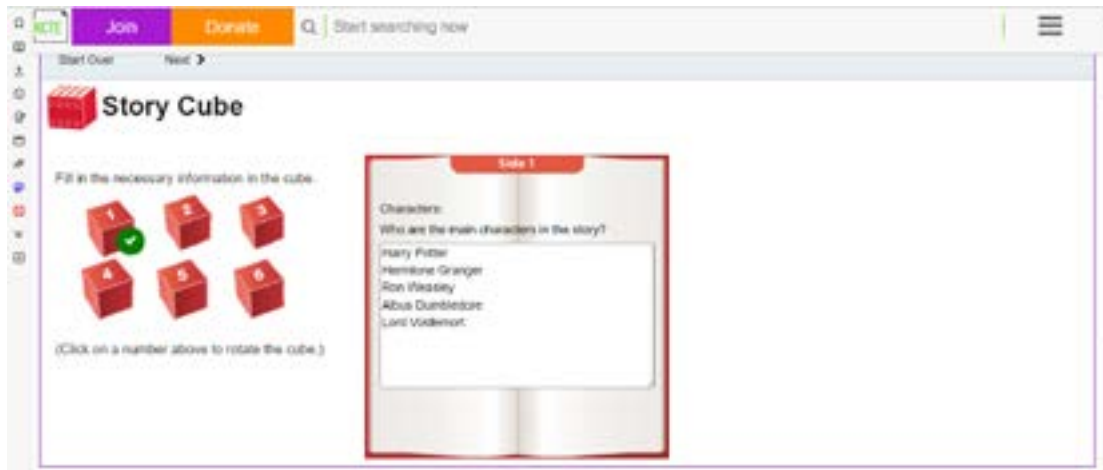 NCTE
Join
Donate
Start searching now
Start Over
Next
Story Cube
Side 1
Fill in the necessary information in the cube.
1
2
3
4
5
6
(Click on a number above to rotate the cube.)
Characters:
Who are the main characters in the story?
Harry Potter
Hermione Granger
Ron Weasley
Albus Dumbledore
Lord Voldemort